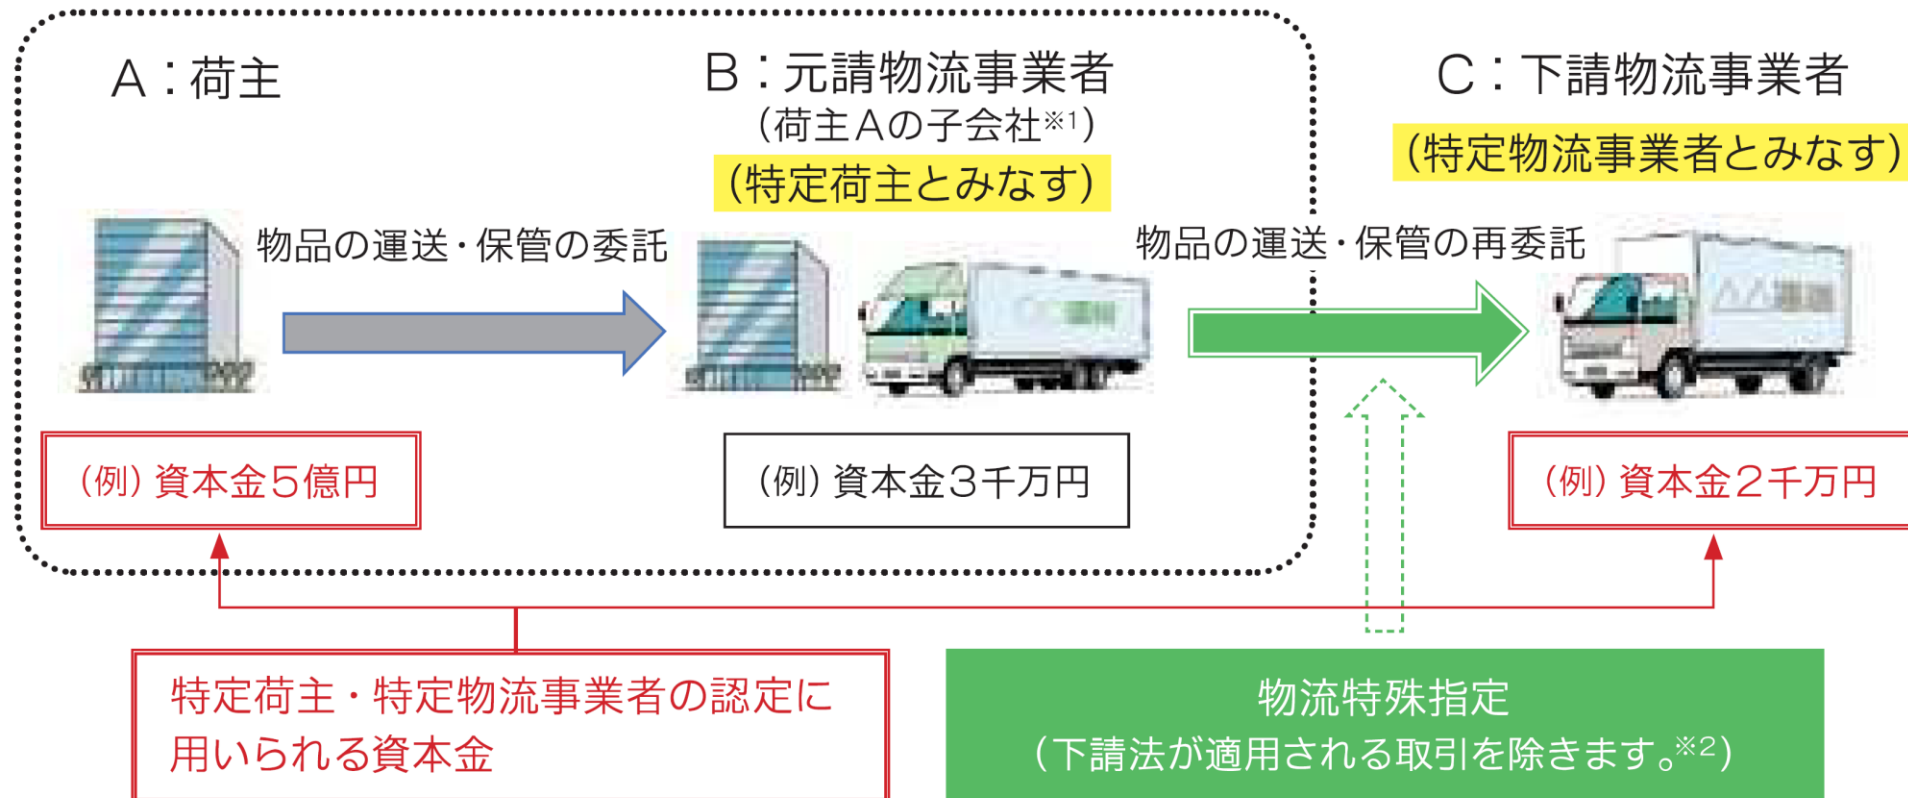 A：荷主
B：元請物流事業者
（荷主Aの子会社※1）
（特定荷主とみなす）
C：下請物流事業者
（特定物流事業者とみなす）
物品の運送・保管の委託
物品の運送・保管の再委託
（例）資本金5億円
（例）資本金3千万円
（例）資本金2千万円
特定荷主・特定物流事業者の認定に
用いられる資本金
物流特殊指定
（下請法が適用される取引を除きます。※2）